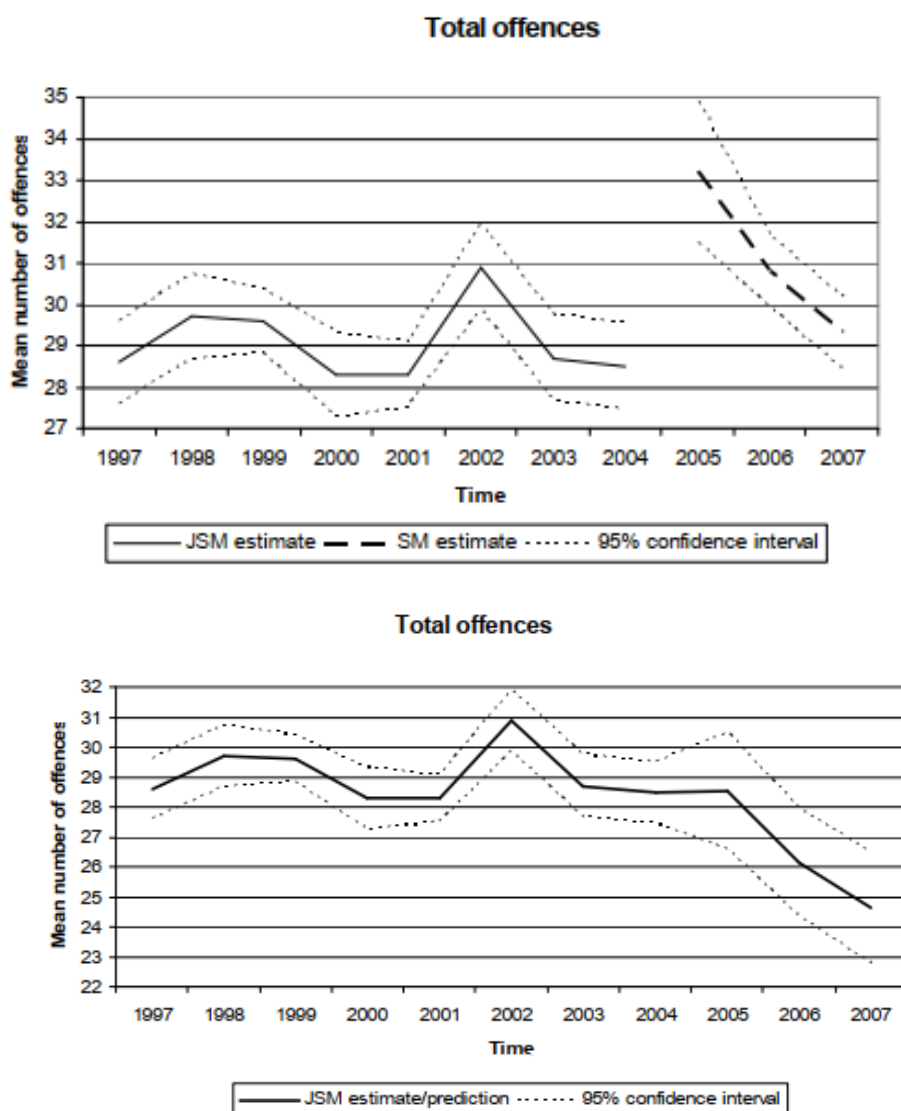 Total offences
35
34
33
32
31
30
29
28
27
Mean number of offences
1997 1998 1999 2000 2001 2002 2003 2004 2005 2006 2007
Time
JSM estimate SM estimate 95% confidence interval
Total offences
32
31
30
29
28
27
26
25
24
23
22
Mean number of offences
1997 1998 1999 2000 2001 2002 2003 2004 2005 2006 2007
Time
JSM estimate/prediction 95% confidence interval